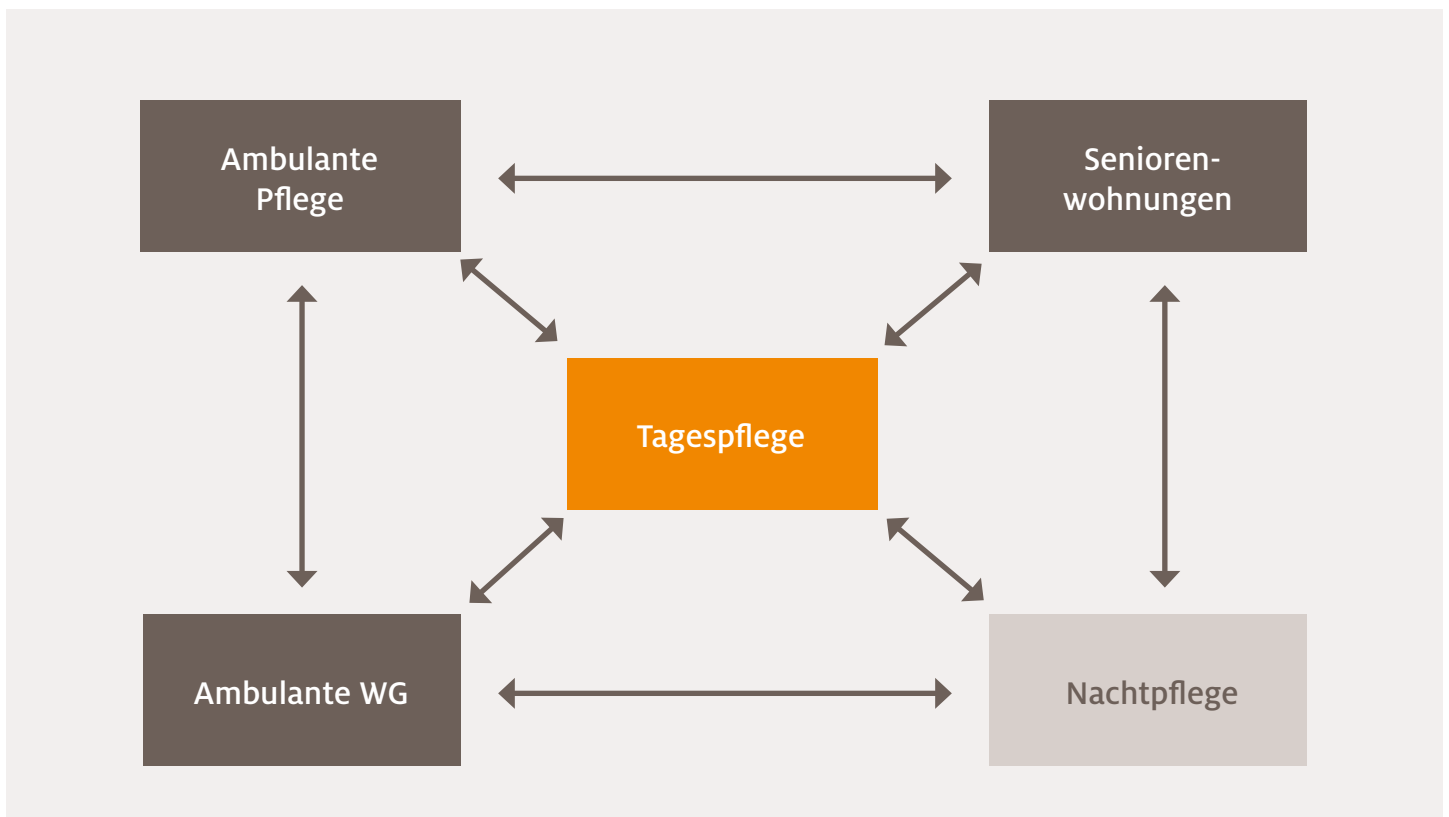 Ambulante
Pflege
Senioren-
wohnungen
Tagespflege
Ambulante WG
Nachtpflege